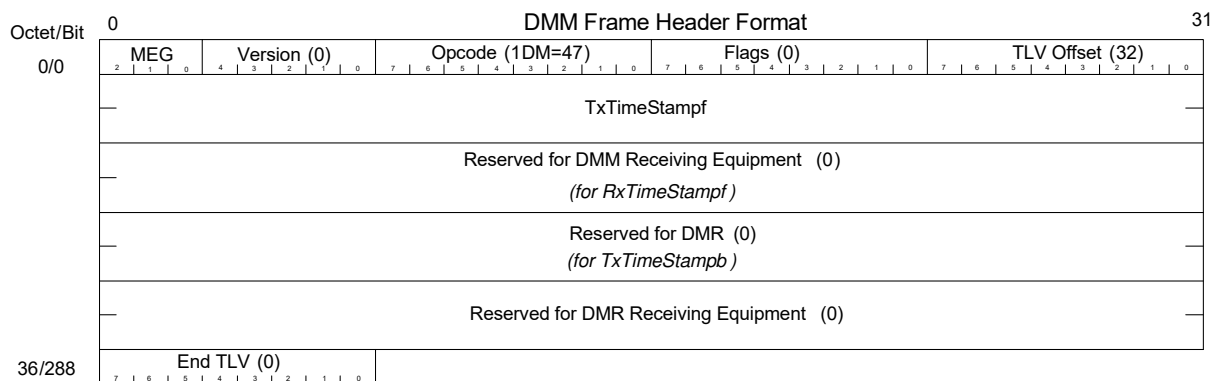 DMM Frame Header Format
Octet/Bit 0 31
MEG Version (0) Opcode (1DM=47) Flags (0) TLV Offset (32)
0/0 2 1 0 4 3 2 1 0 7 6 5 4 3 2 1 0 7 6 5 4 3 2 1 0 7 6 5 4 3 2 1 0
TxTimeStampf
Reserved for DMM Receiving Equipment (0)
(for RxTimeStampf)
Reserved for DMR (0)
(for TxTimeStampb)
Reserved for DMR Receiving Equipment (0)
End TLV (0)
36/288 7 6 5 4 3 2 1 0